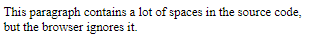 This paragraph contains a lot of spaces in the source code,
but the browser ignores it.